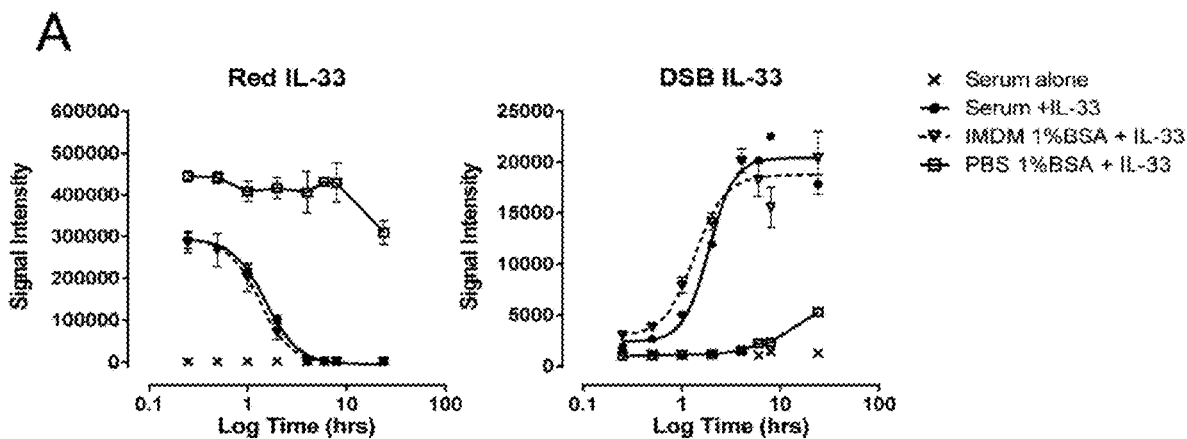 A
Red IL-33
Signal Intensity
600000
500000
400000
300000
200000
100000
0
0.1
1
10
100
Log Time (hrs)
DSB IL-33
Signal Intensity
25000
20000
15000
10000
5000
0
0.1
1
10
100
Log Time (hrs)
Serum alone
Serum +IL-33
IMDM 1%BSA + IL-33
PBS 1%BSA + IL-33